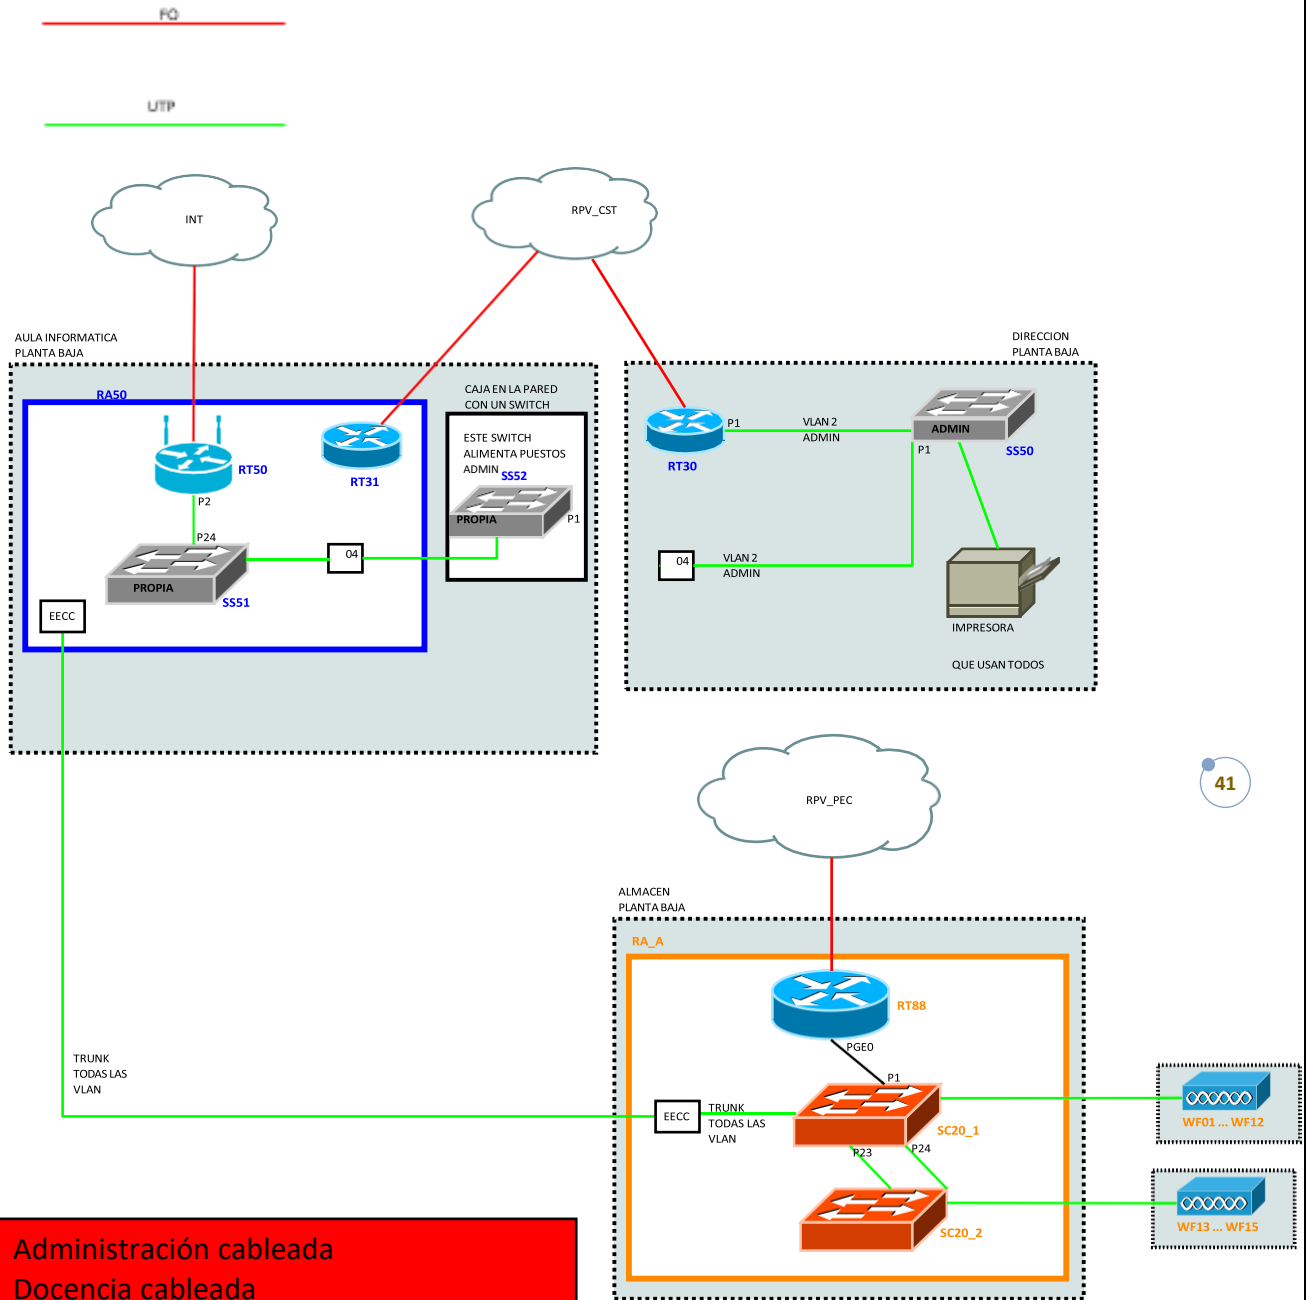 FO
UTP
INT
RPV_CST
AULA INFORMATICA
PLANTA BAJA
DIRECCION
PLANTA BAJA
RA50
CAJA EN LA PARED
CON UN SWITCH
ESTE SWITCH
ALIMENTA PUESTOS
ADMIN
SS52
PROPIA
P1
RT50
P2
RT31
P24
PROPIA
SS51
04
EECC
RT30
P1
VLAN 2
ADMIN
ADMIN
P1
SS50
04
VLAN 2
ADMIN
IMPRESORA
QUE USAN TODOS
RPV_PEC
41
ALMACEN
PLANTA BAJA
RA_A
RT88
PGE0
P1
TRUNK
TODAS LAS
VLAN
EECC
TRUNK
TODAS LAS
VLAN
SC20_1
P23
P24
SC20_2
WF01 ... WF12
WF13 ... WF15
Administración cableada
Docencia cableada